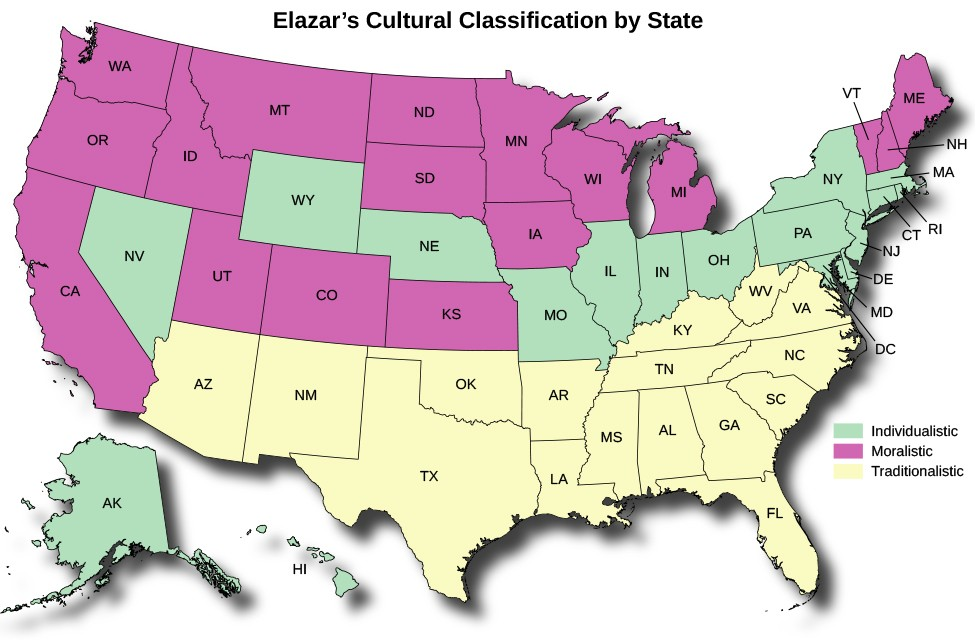 Elazar's Cultural Classification by State
WA
MT
ND
MN
VT
ME
OR
ID
NH
SD
WI
MI
MA
WY
NY
RI
CT
NE
IA
PA
NJ
NV
IL
IN
OH
DE
UT
CO
CA
KS
MO
WV
VA
MD
KY
DC
AZ
NM
OK
AR
TN
NC
SC
MS
AL
GA
Individualistic
Moralistic
Traditionalistic
TX
LA
FL
AK
HI